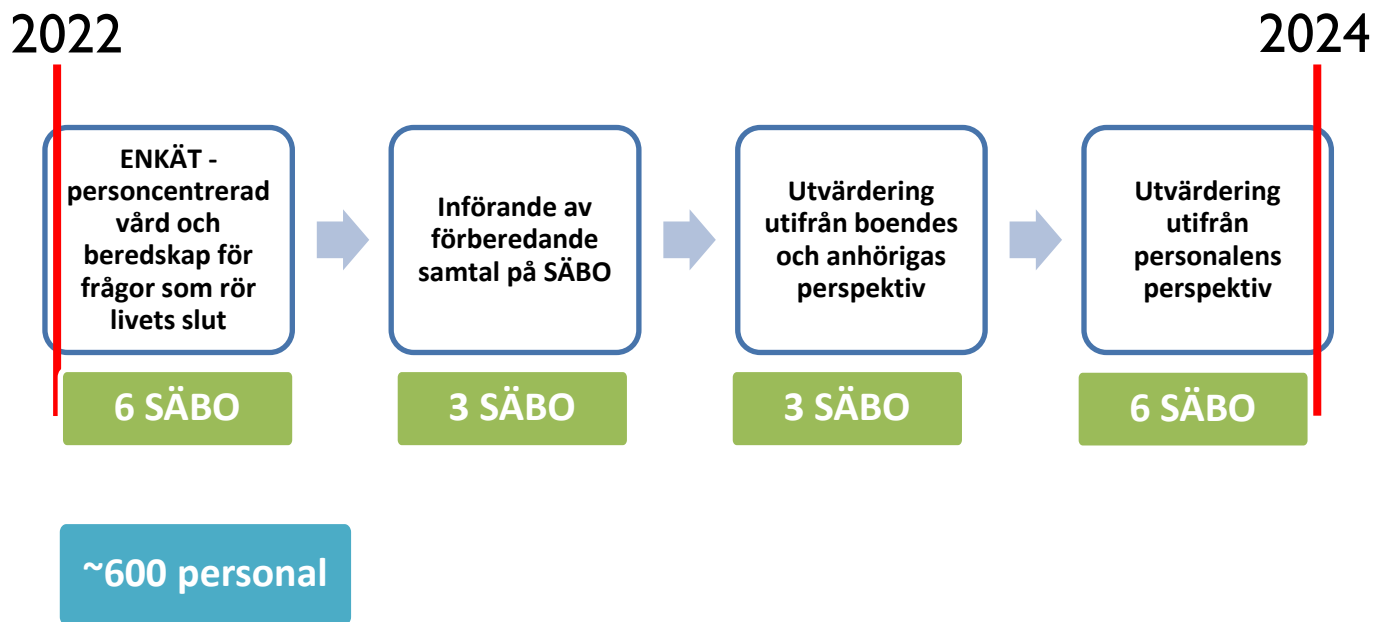 2022
2024
ENKÄT -
personcentrerad
vård och
beredskap för
frågor som rör
livets slut
Införande av
förberedande
samtal på SÄBO
Utvärdering
utifrån boendes
och anhörigas
perspektiv
Utvärdering
utifrån
personalens
perspektiv
6 SÄBO
3 SÄBO
3 SÄBO
6 SÄBO
~600 personal